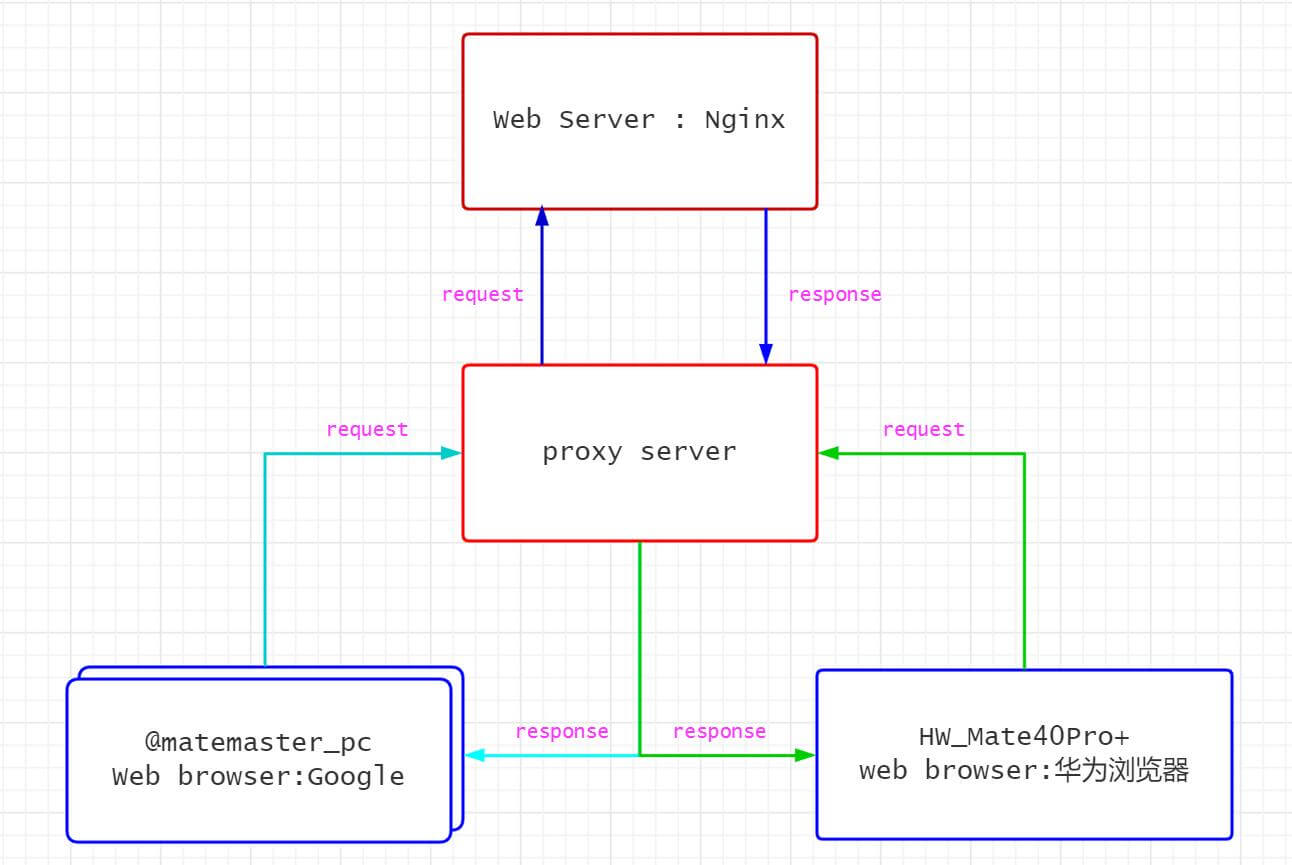 Web Server : Nginx
request
response
request
proxy server
request
response
response
@matemaster_pc
Web browser:Google
HW_Mate40Pro+
web browser:华为浏览器